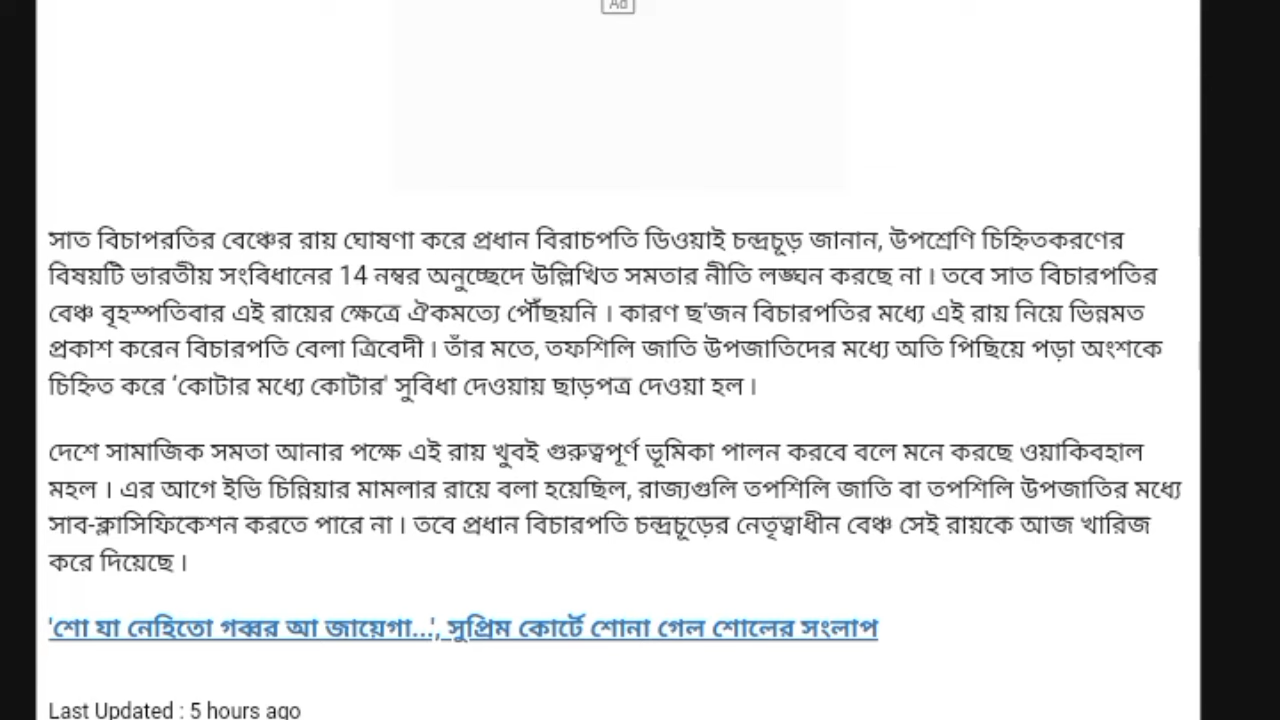 Ad
সাত বিচাপরতির বেঞ্চের রায় ঘোষণা করে প্রধান বিরাচপতি ডিওয়াই চন্দ্রচূড় জানান, উপশ্রেণি চিহ্নিতকরণের
বিষয়টি ভারতীয় সংবিধানের 14 নম্বর অনুচ্ছেদে উল্লিখিত সমতার নীতি লঙ্ঘন করছে না । তবে সাত বিচারপতির
বেঞ্চ বৃহস্পতিবার এই রায়ের ক্ষেত্রে ঐকমত্যে পৌঁছয়নি । কারণ ছ'জন বিচারপতির মধ্যে এই রায় নিয়ে ভিন্নমত
প্রকাশ করেন বিচারপতি বেলা ত্রিবেদী । তাঁর মতে, তফশিলি জাতি উপজাতিদের মধ্যে অতি পিছিয়ে পড়া অংশকে
চিহ্নিত করে ‘কোটার মধ্যে কোটার' সুবিধা দেওয়ায় ছাড়পত্র দেওয়া হল ।
দেশে সামাজিক সমতা আনার পক্ষে এই রায় খুবই গুরুত্বপূর্ণ ভূমিকা পালন করবে বলে মনে করছে ওয়াকিবহাল
মহল । এর আগে ইভি চিন্নিয়ার মামলার রায়ে বলা হয়েছিল, রাজ্যগুলি তপশিলি জাতি বা তপশিলি উপজাতির মধ্যে
সাব-ক্লাসিফিকেশন করতে পারে না । তবে প্রধান বিচারপতি চন্দ্রচূড়ের নেতৃত্বাধীন বেঞ্চ সেই রায়কে আজ খারিজ
করে দিয়েছে ।
'শো যা নেহিতো গব্বর আ জায়েগা...', সুপ্রিম কোর্টে শোনা গেল শোলের সংলাপ
Last Updated : 5 hours ago